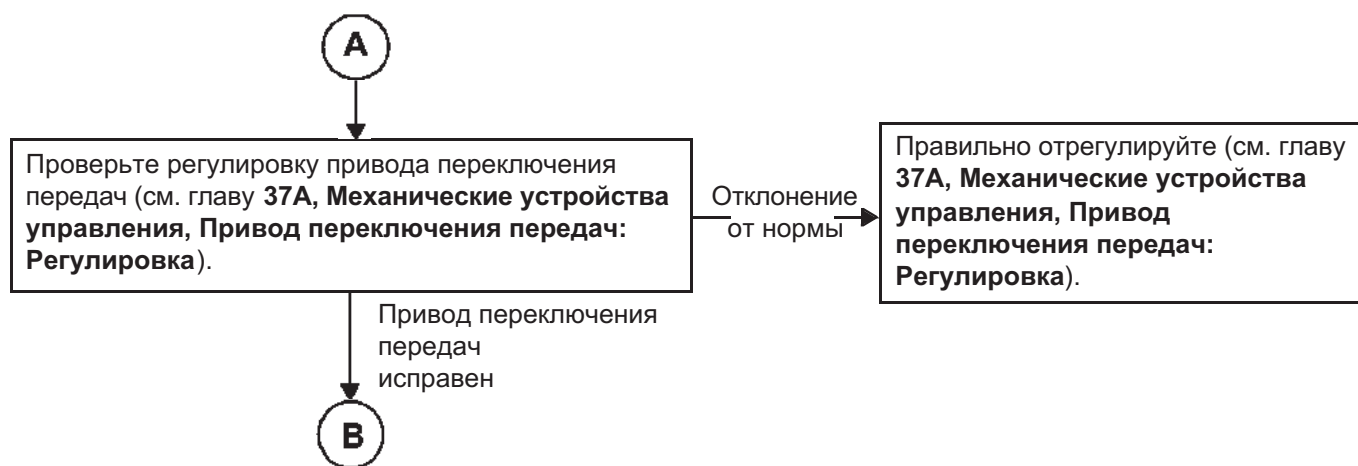 A
Проверьте регулировку привода переключения
передач (см. главу 37A, Механические устройства
управления, Привод переключения передач:
Регулировка).
Отклонение
от нормы
Правильно отрегулируйте (см. главу
37A, Механические устройства
управления, Привод
переключения передач:
Регулировка).
Привод переключения
передач
исправен
B